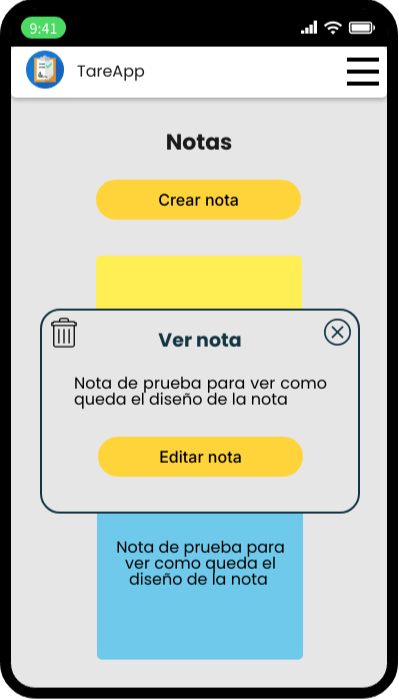 9:41
TareApp
Notas
Crear nota
Ver nota
Nota de prueba para ver como
queda el diseño de la nota
Editar nota
Nota de prueba para
ver como queda el
diseño de la nota